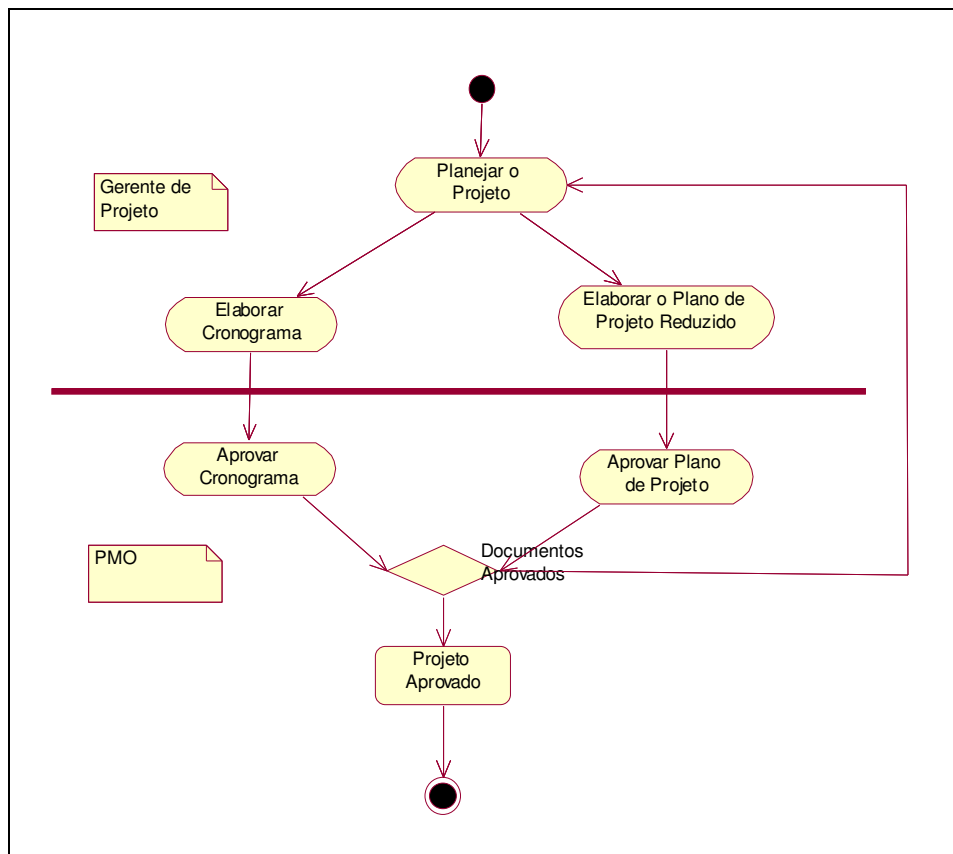 Planejar o
Projeto
Gerente de
Projeto
Elaborar
Cronograma
Elaborar o Plano de
Projeto Reduzido
Aprovar
Cronograma
Aprovar Plano
de Projeto
PMO
Documentos
Aprovados
Projeto
Aprovado